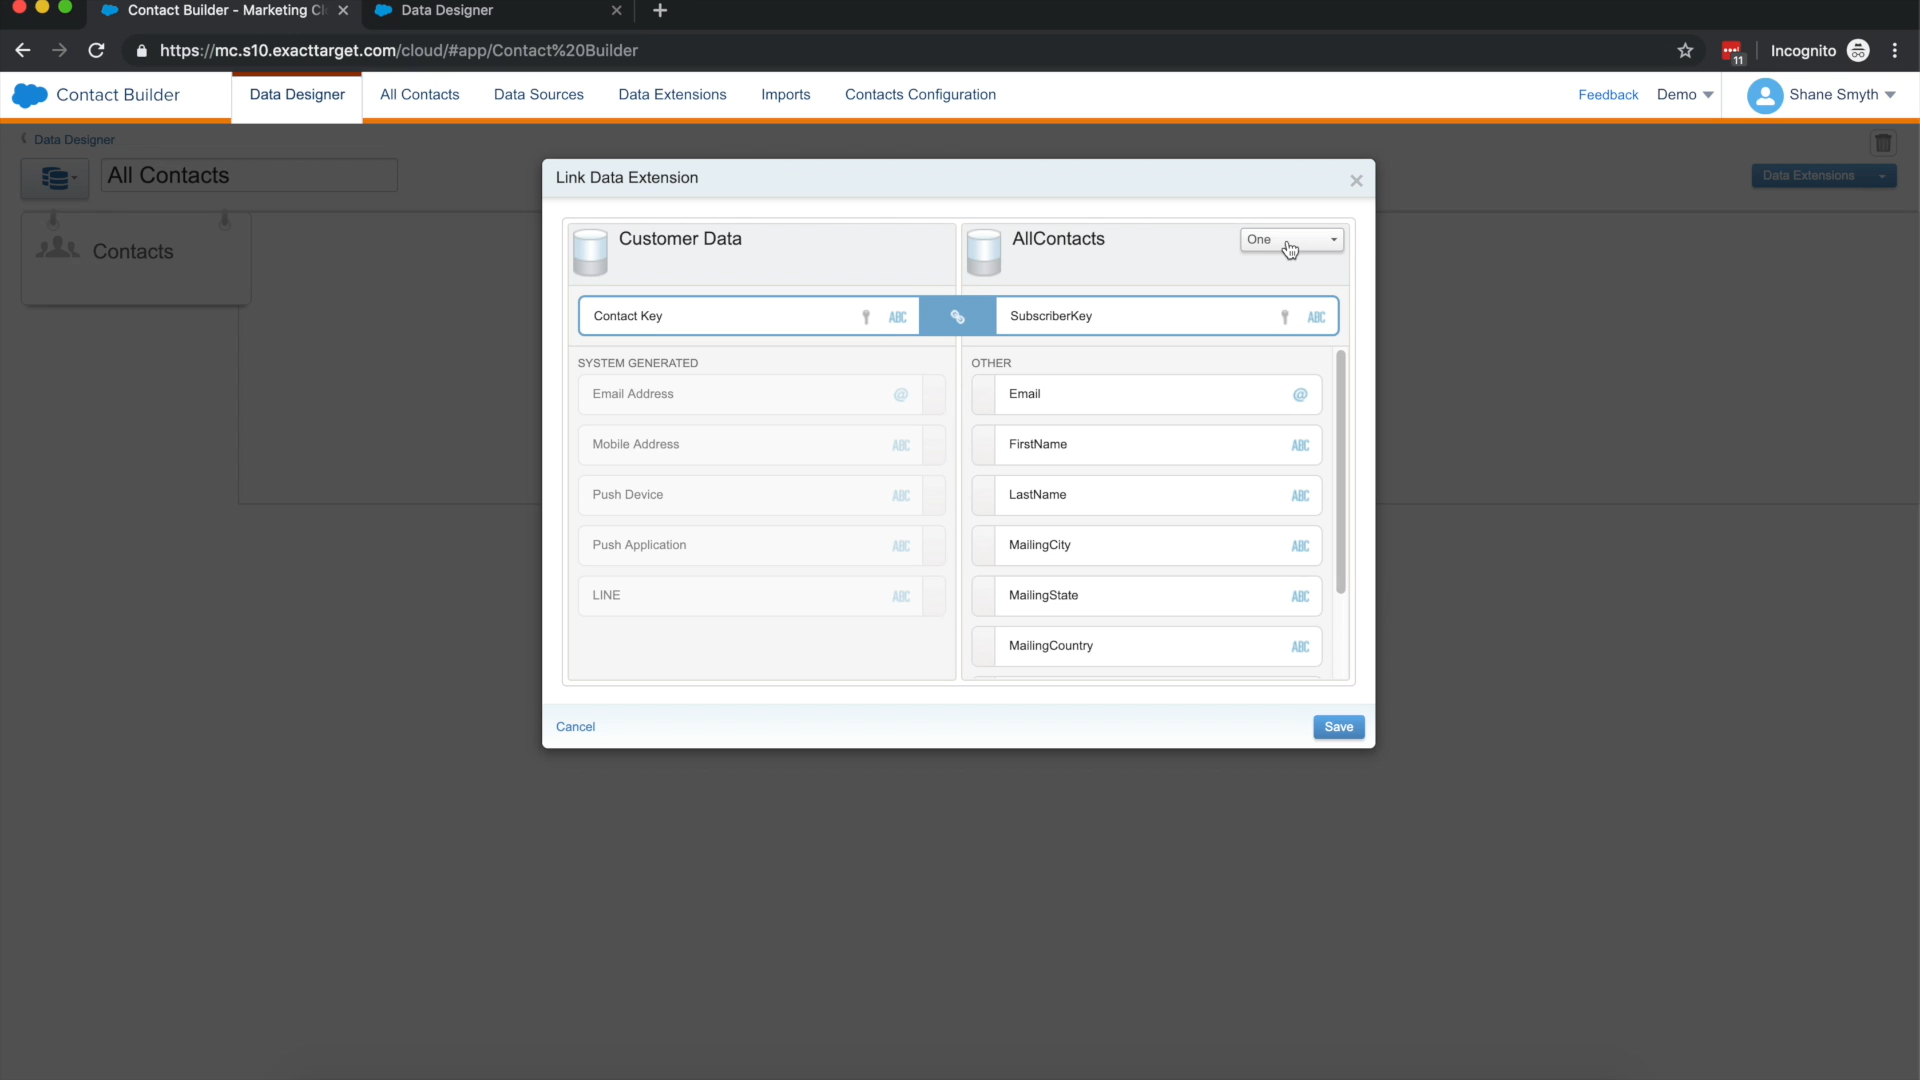 Contact Builder - Marketing Cl
Data Designer
https://mc.s10.exacttarget.com/cloud/#app/Contact%20Builder
11
Incognito
Contact Builder
Data Designer
All Contacts
Data Sources
Data Extensions
Imports
Contacts Configuration
Feedback
Demo
Shane Smyth
Data Designer
All Contacts
Data Extensions
Contacts
Link Data Extension
Customer Data
AllContacts
One
Contact Key ABC
SubscriberKey ABC
SYSTEM GENERATED
OTHER
Email Address @
Email @
Mobile Address ABC
FirstName ABC
Push Device ABC
LastName ABC
Push Application ABC
MailingCity ABC
LINE ABC
MailingState ABC
MailingCountry ABC
Cancel
Save